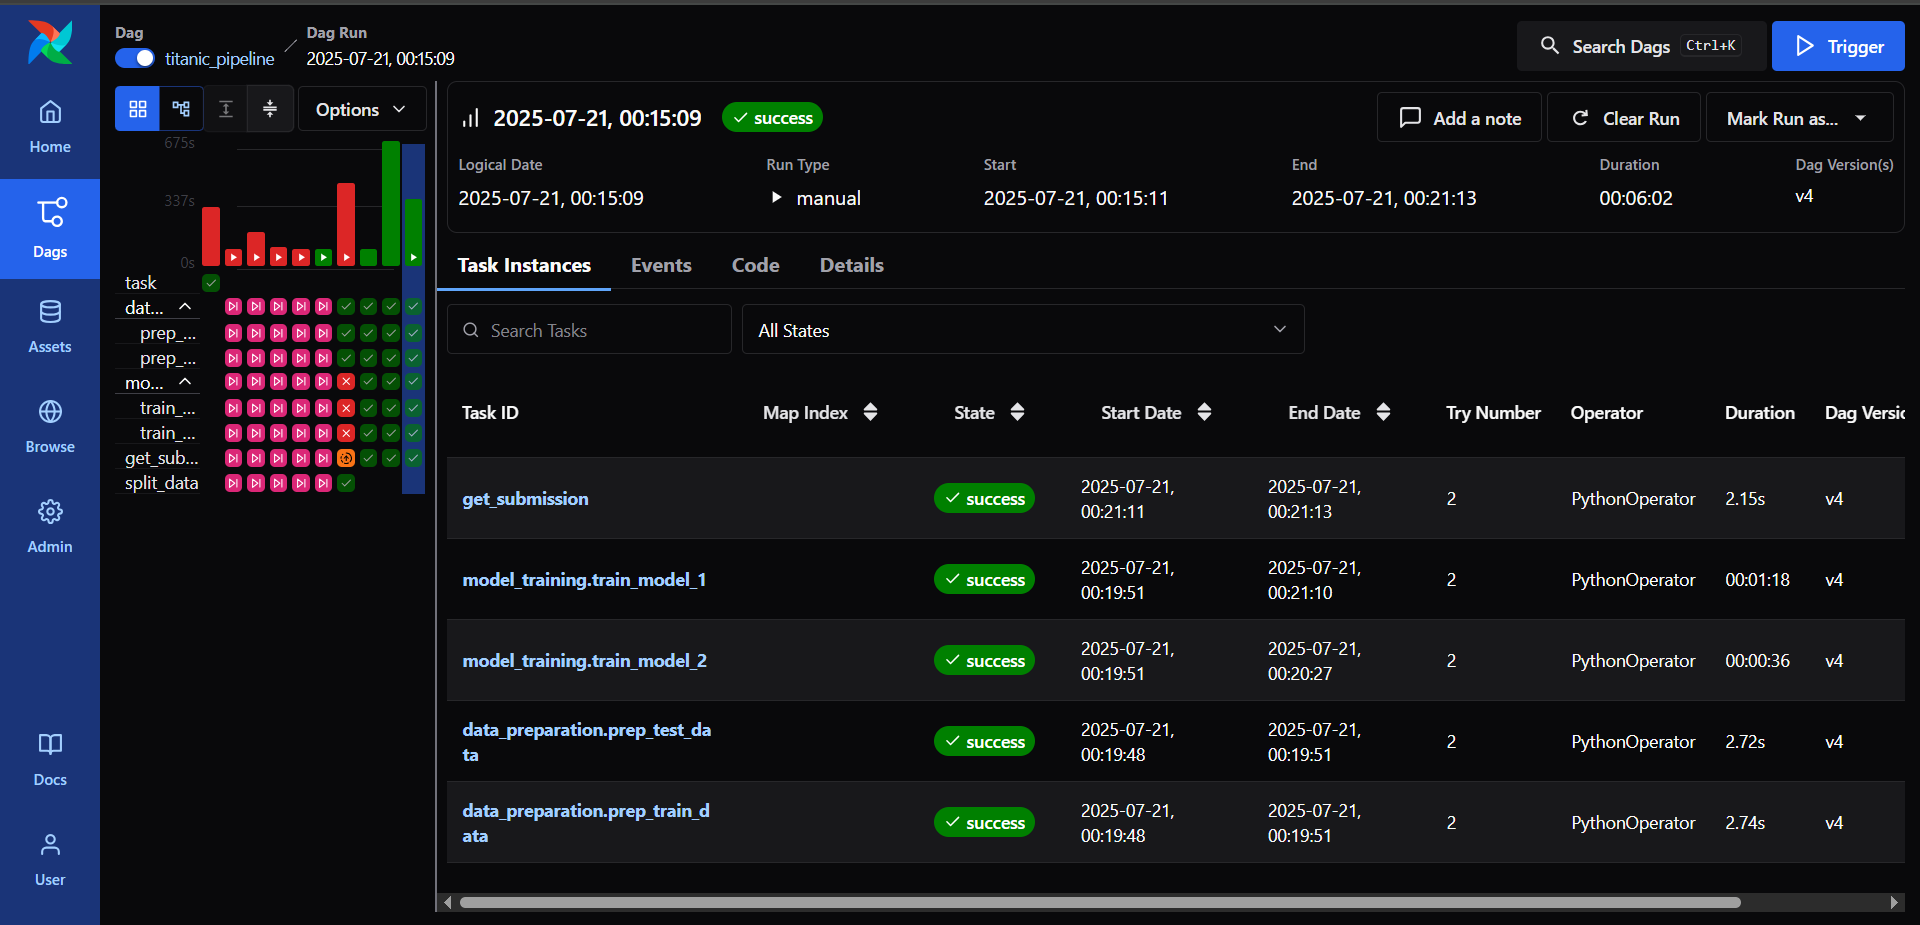 Dag
titanic_pipeline
Dag Run
2025-07-21, 00:15:09
Search Dags Ctrl+K
Trigger
Home
Dags
Assets
Browse
Admin
Docs
User
Options
675s
337s
0s
task
dat...
prep_...
prep_...
mo...
train_...
train_...
get_sub...
split_data
2025-07-21, 00:15:09 success
Add a note
Clear Run
Mark Run as...
Logical Date Run Type Start End Duration Dag Version(s)
2025-07-21, 00:15:09 manual 2025-07-21, 00:15:11 2025-07-21, 00:21:13 00:06:02 v4
Task Instances Events Code Details
Search Tasks
All States
Task ID Map Index State Start Date End Date Try Number Operator Duration Dag Versic
get_submission success 2025-07-21, 00:21:11 2025-07-21, 00:21:13 2 PythonOperator 2.15s v4
model_training.train_model_1 success 2025-07-21, 00:19:51 2025-07-21, 00:21:10 2 PythonOperator 00:01:18 v4
model_training.train_model_2 success 2025-07-21, 00:19:51 2025-07-21, 00:20:27 2 PythonOperator 00:00:36 v4
data_preparation.prep_test_da
ta success 2025-07-21, 00:19:48 2025-07-21, 00:19:51 2 PythonOperator 2.72s v4
data_preparation.prep_train_d
ata success 2025-07-21, 00:19:48 2025-07-21, 00:19:51 2 PythonOperator 2.74s v4